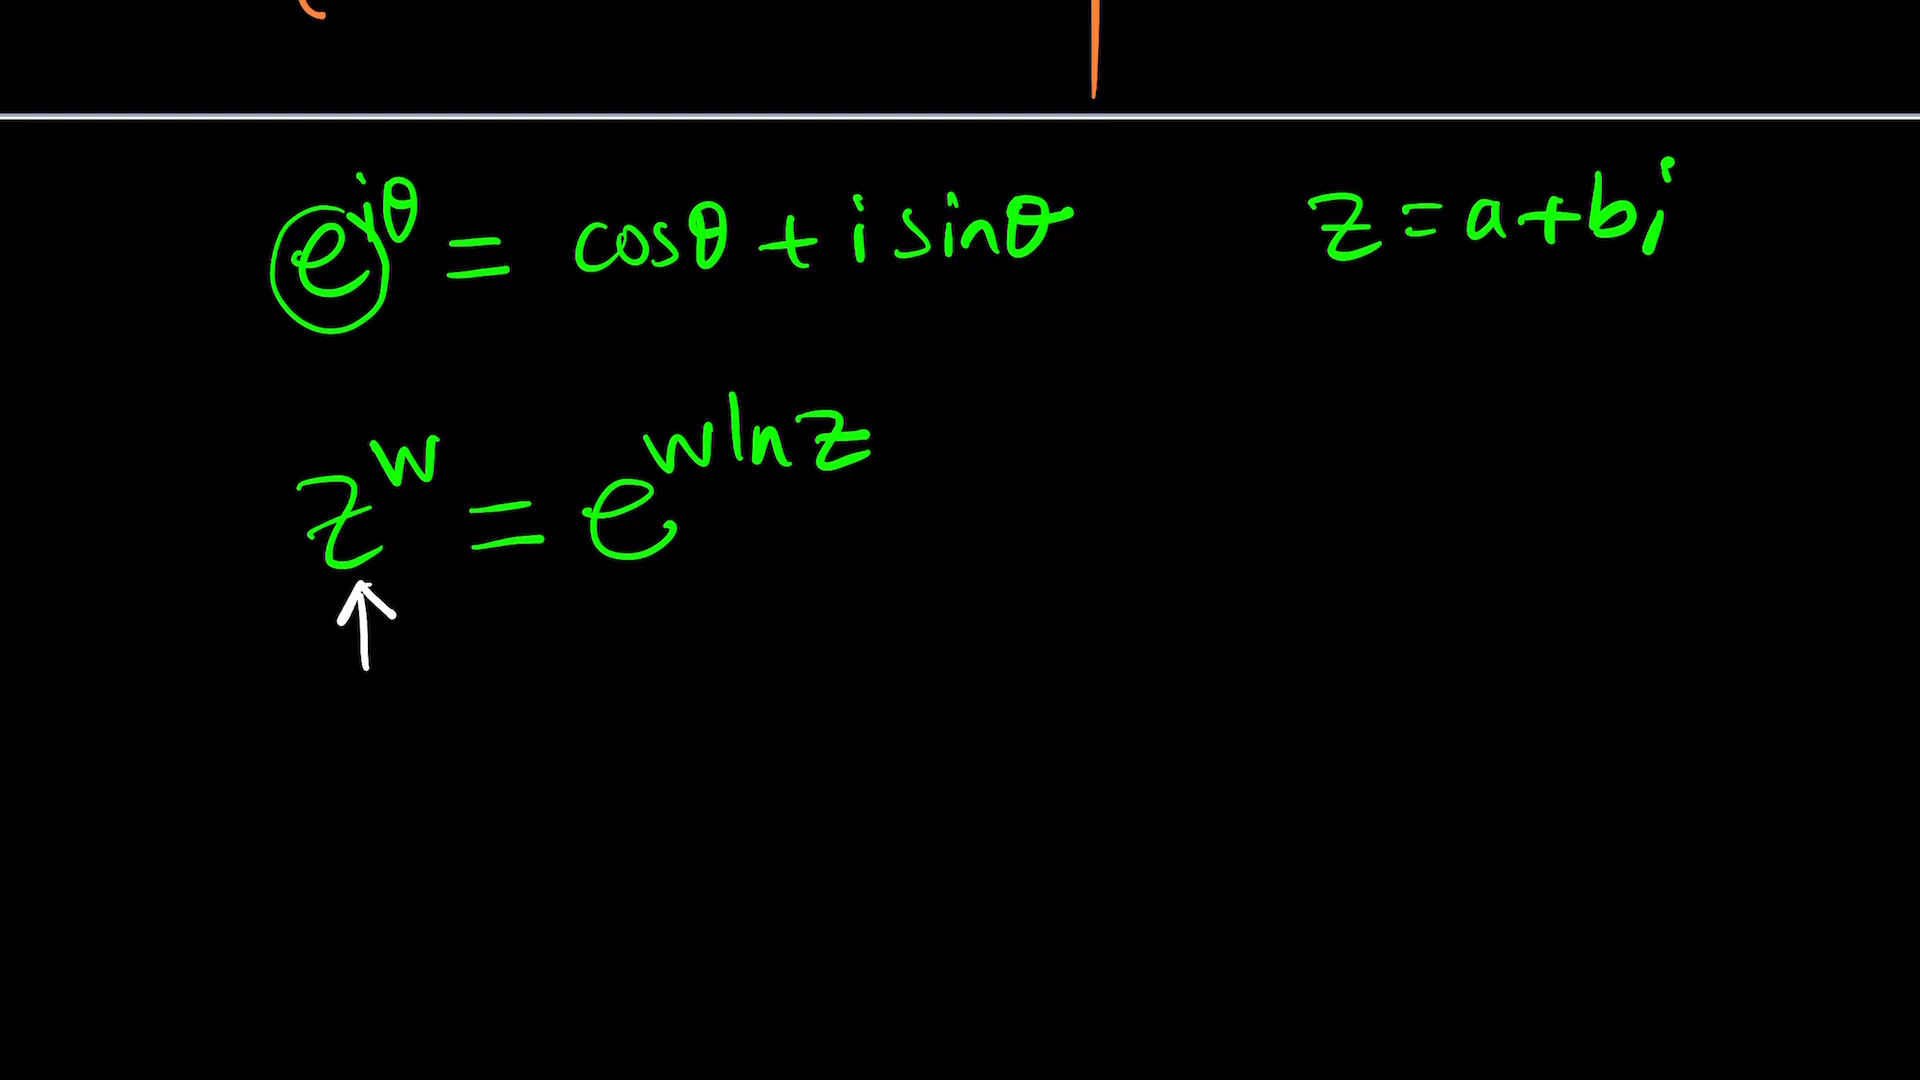 e^{iθ} = cosθ + i sinθ    z = a + bi
z^w = e^{w ln z}